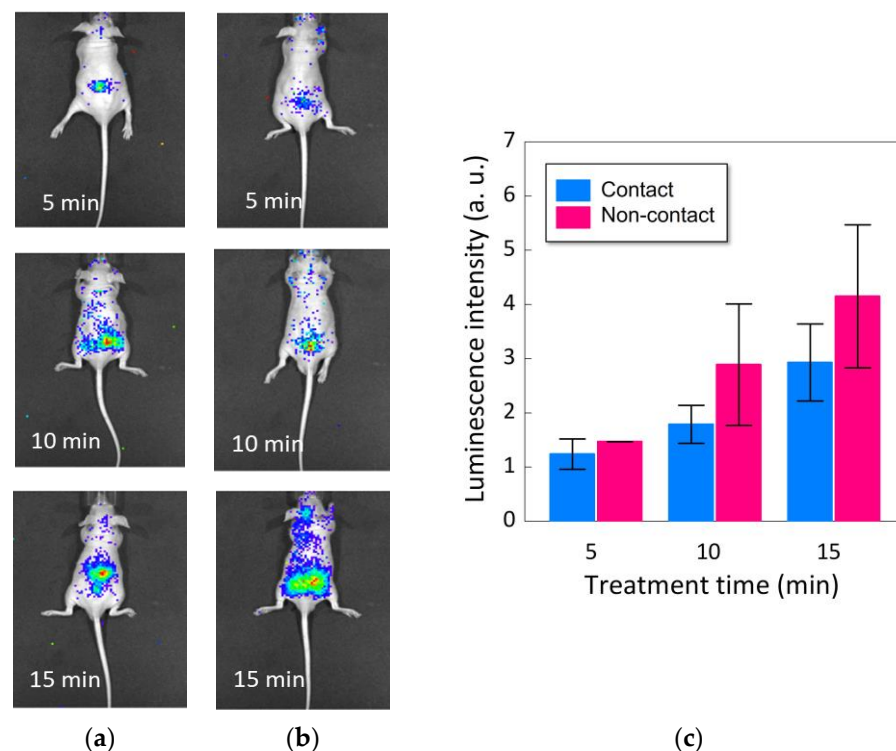 5 min
5 min
10 min
10 min
15 min
15 min
(a)
(b)
Luminescence intensity (a. u.)
7
6
5
4
3
2
1
0
Contact
Non-contact
5
10
15
Treatment time (min)
(c)